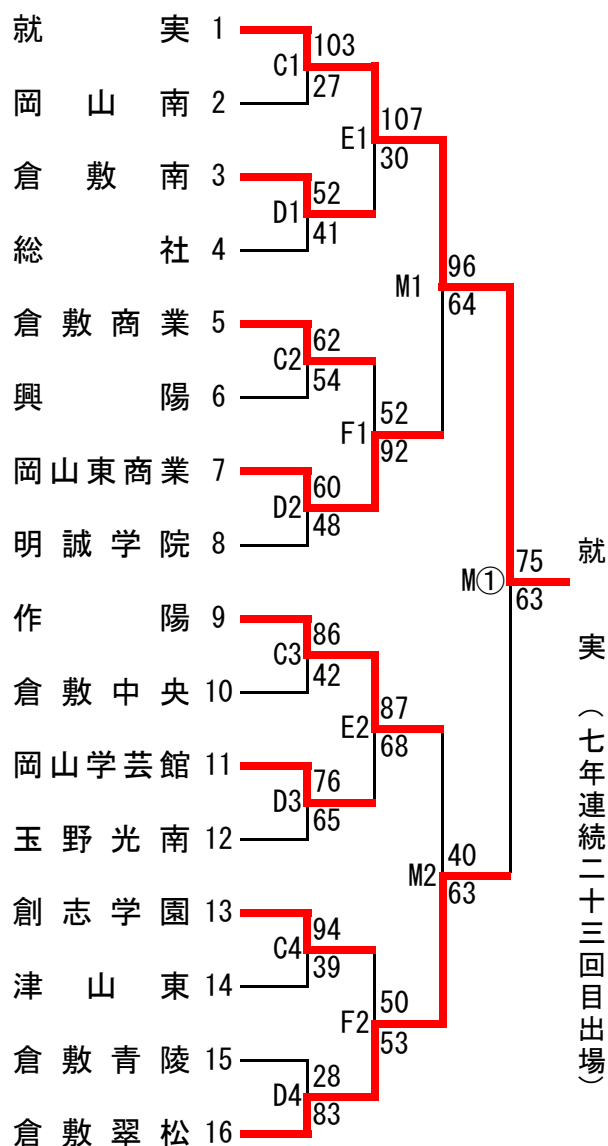 就実 1
103
C1
27
岡山南 2
107
E1
30
倉敷南 3
52
D1
41
総社 4
96
M1
64
倉敷商業 5
62
C2
54
興陽 6
52
F1
92
岡山東商業 7
60
D2
48
明誠学院 8
75
M①
63
就実(七年連続二十三回目出場)
作陽 9
86
C3
42
倉敷中央 10
87
E2
68
岡山学芸館 11
76
D3
65
玉野光南 12
40
M2
63
創志学園 13
94
C4
39
津山東 14
50
F2
53
倉敷青陵 15
28
D4
83
倉敷翠松 16